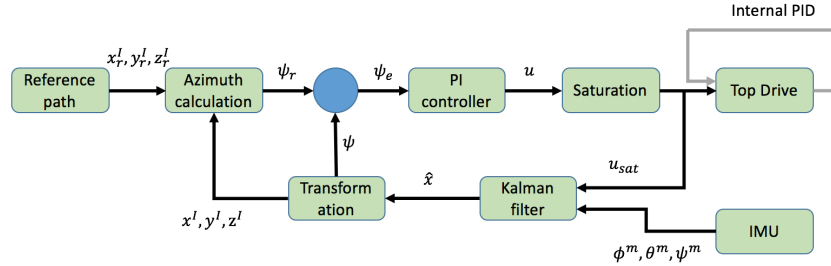 Internal PID
x_r^I, y_r^I, z_r^I
Reference
path
Azimuth
calculation
ψ_r
ψ_e
PI
controller
u
Saturation
Top Drive
ψ
u_sat
Transform
ation
x̂
Kalman
filter
x^I, y^I, z^I
IMU
ϕ^m, θ^m, ψ^m